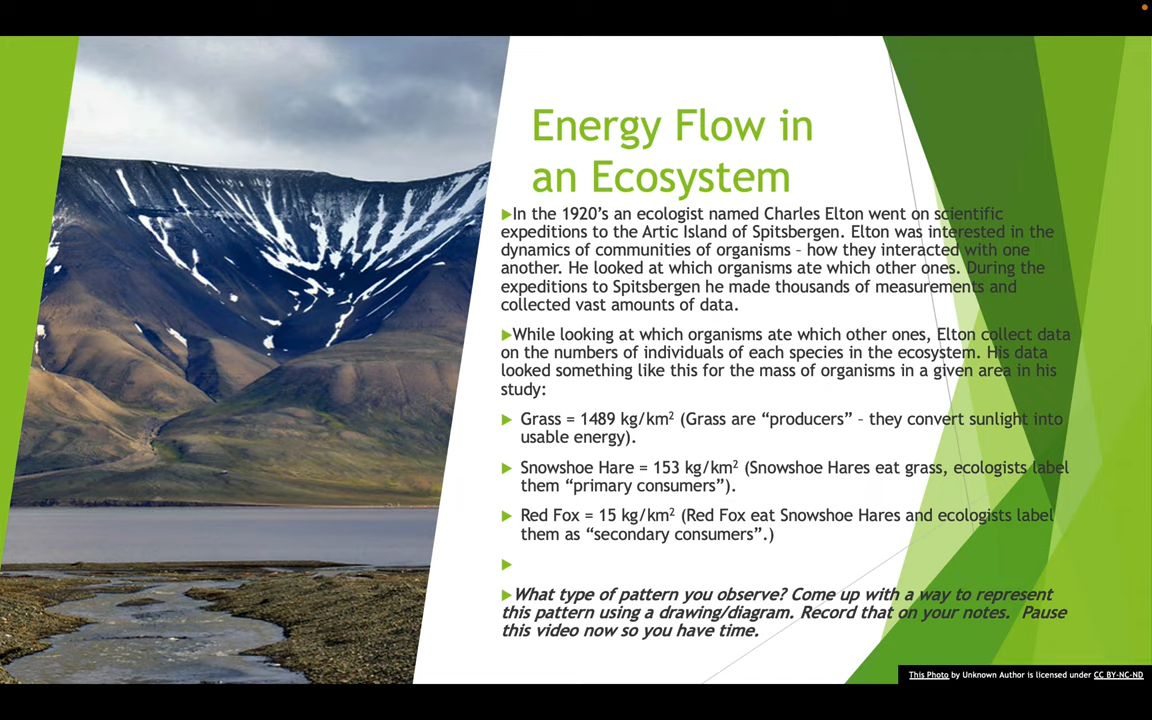 Energy Flow in
an Ecosystem
In the 1920's an ecologist named Charles Elton went on scientific
expeditions to the Artic Island of Spitsbergen. Elton was interested in the
dynamics of communities of organisms - how they interacted with one
another. He looked at which organisms ate which other ones. During the
expeditions to Spitsbergen he made thousands of measurements and
collected vast amounts of data.
While looking at which organisms ate which other ones, Elton collect data
on the numbers of individuals of each species in the ecosystem. His data
looked something like this for the mass of organisms in a given area in his
study:
Grass = 1489 kg/km² (Grass are “producers” - they convert sunlight into
usable energy).
Snowshoe Hare = 153 kg/km² (Snowshoe Hares eat grass, ecologists label
them “primary consumers”).
Red Fox = 15 kg/km² (Red Fox eat Snowshoe Hares and ecologists label
them as “secondary consumers”.)
What type of pattern you observe? Come up with a way to represent
this pattern using a drawing/diagram. Record that on your notes. Pause
this video now so you have time.
This Photo by Unknown Author is licensed under CC BY-NC-ND